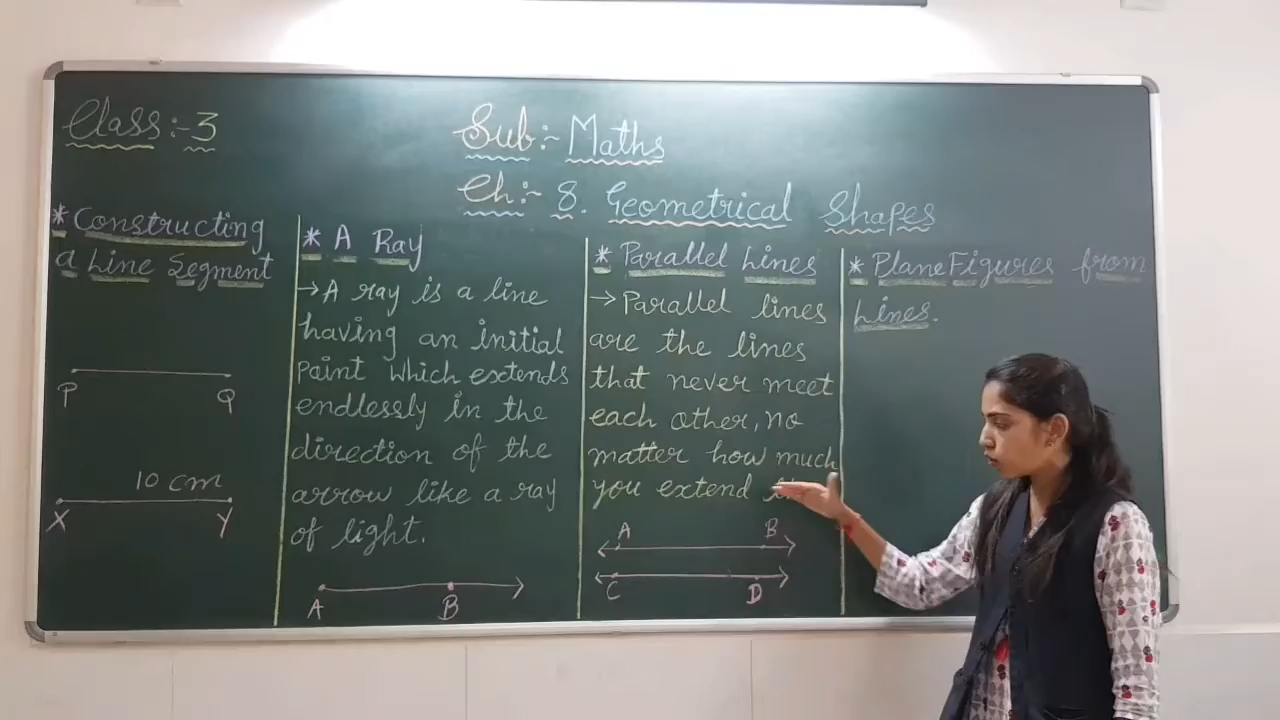 Class:- 3
Sub:- Maths
Ch:- 8. Geometrical Shapes
* Constructing
a Line Segment
P Q
10 cm
X Y
* A Ray
→ A ray is a line
having an initial
point which extends
endlessly in the
direction of the
arrow like a ray
of light.
A B
* Parallel Lines
→ Parallel lines
are the lines
that never meet
each other, no
matter how much
you extend
A B
C D
* Plane Figures from
Lines.